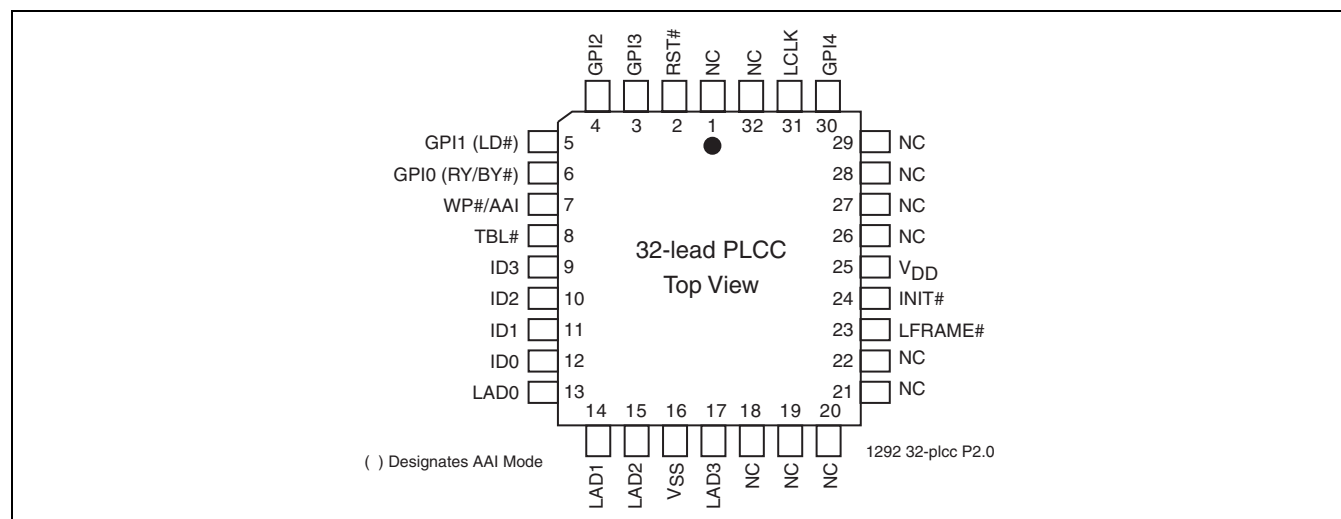 GPI2
GPI3
RST#
NC
NC
LCLK
GPI4
4
3
2
1
32
31
30
GPI1 (LD#)
5
29
NC
GPI0 (RY/BY#)
6
28
NC
WP#/AAI
7
27
NC
TBL#
8
26
NC
32-lead PLCC
Top View
ID3
9
25
VDD
ID2
10
24
INIT#
ID1
11
23
LFRAME#
ID0
12
22
NC
LAD0
13
21
NC
14
15
16
17
18
19
20
LAD1
LAD2
VSS
LAD3
NC
NC
NC
( ) Designates AAI Mode
1292 32-plcc P2.0